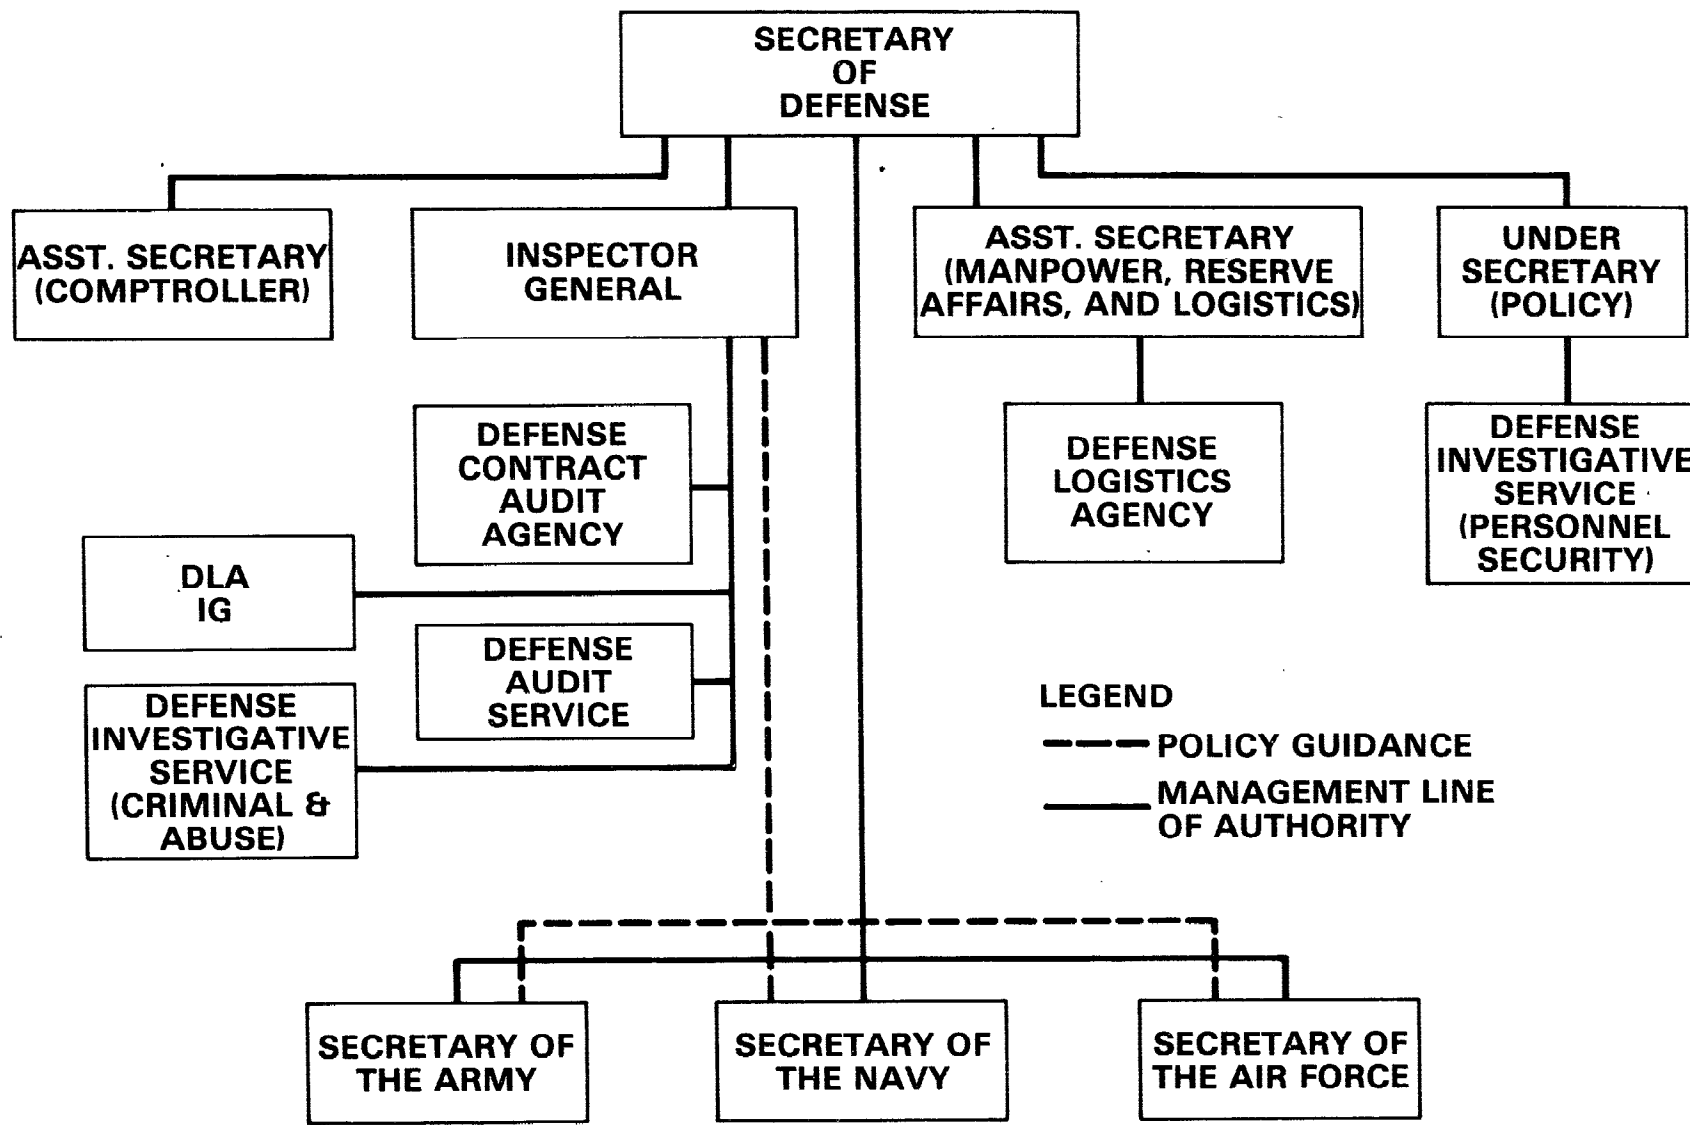 SECRETARY
OF
DEFENSE
ASST. SECRETARY
(COMPTROLLER)
INSPECTOR
GENERAL
ASST. SECRETARY
(MANPOWER, RESERVE
AFFAIRS, AND LOGISTICS)
UNDER
SECRETARY
(POLICY)
DEFENSE
CONTRACT
AUDIT
AGENCY
DEFENSE
LOGISTICS
AGENCY
DEFENSE
INVESTIGATIVE
SERVICE
(PERSONNEL
SECURITY)
DLA
IG
DEFENSE
AUDIT
SERVICE
DEFENSE
INVESTIGATIVE
SERVICE
(CRIMINAL &
ABUSE)
LEGEND
POLICY GUIDANCE
MANAGEMENT LINE
OF AUTHORITY
SECRETARY OF
THE ARMY
SECRETARY OF
THE NAVY
SECRETARY OF
THE AIR FORCE